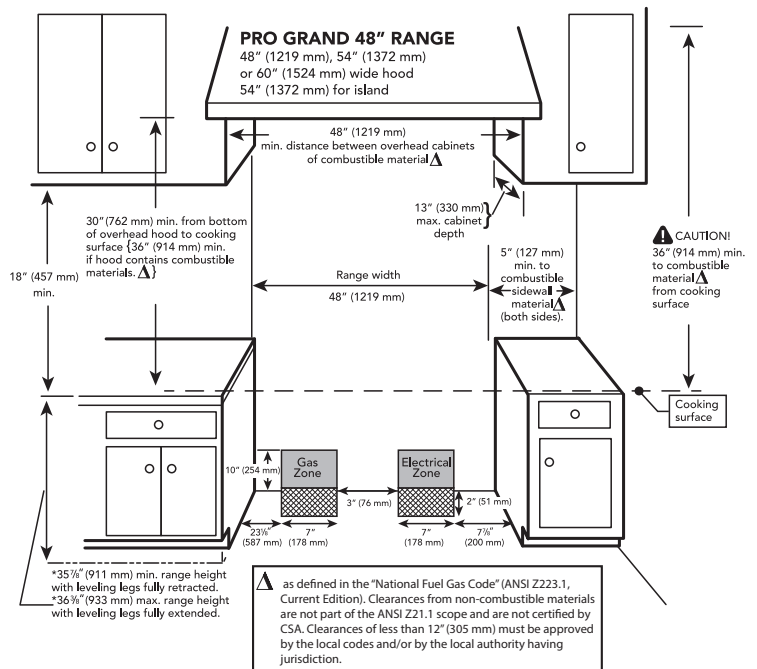 PRO GRAND 48" RANGE
48" (1219 mm), 54" (1372 mm)
or 60" (1524 mm) wide hood
54" (1372 mm) for island
48" (1219 mm)
min. distance between overhead cabinets
of combustible material Δ
13" (330 mm)
max. cabinet
depth
30" (762 mm) min. from bottom
of overhead hood to cooking
surface {36" (914 mm) min.
if hood contains combustible
materials. Δ}
18" (457 mm)
min.
Range width
48" (1219 mm)
5" (127 mm)
min. to
combustible
sidewall
material Δ
(both sides).
CAUTION!
36" (914 mm) min.
to combustible
material Δ
from cooking
surface
Cooking
surface
Gas
Zone
Electrical
Zone
10" (254 mm)
3" (76 mm)
2" (51 mm)
23⅛"
(587 mm)
7"
(178 mm)
7"
(178 mm)
7⅞"
(200 mm)
*35⅞" (911 mm) min. range height
with leveling legs fully retracted.
*36¾" (933 mm) max. range height
with leveling legs fully extended.
Δ as defined in the "National Fuel Gas Code" (ANSI Z223.1,
Current Edition). Clearances from non-combustible materials
are not part of the ANSI Z21.1 scope and are not certified by
CSA. Clearances of less than 12" (305 mm) must be approved
by the local codes and/or by the local authority having
jurisdiction.